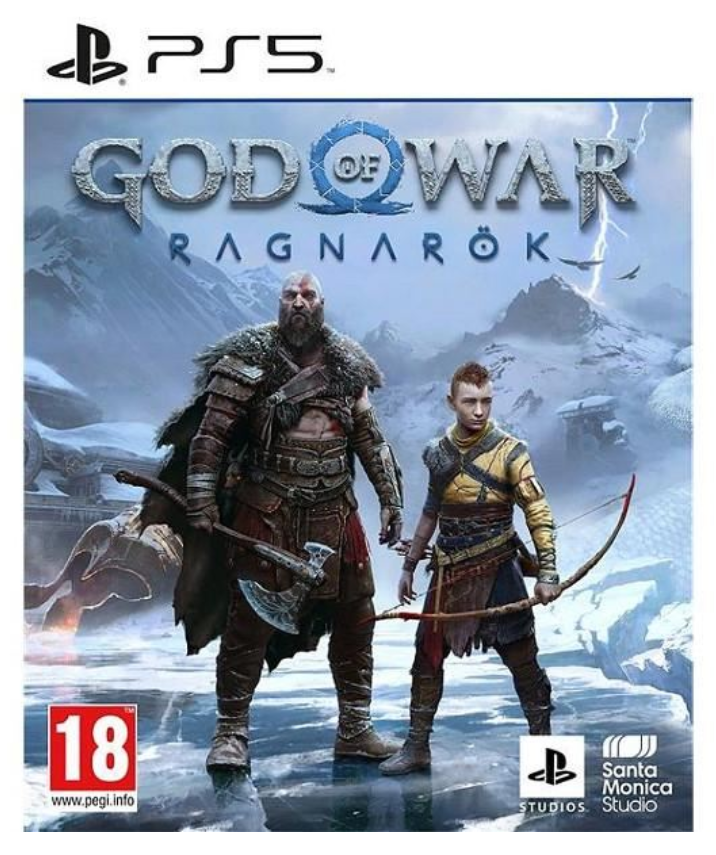 PS5
GOD OF WAR
RAGNARÖK
18
www.pegi.info
STUDIOS
Santa
Monica
Studio